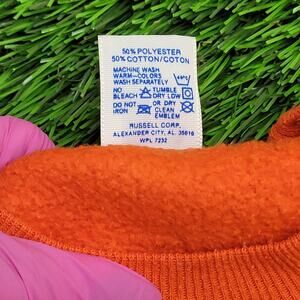 50% POLYESTER
50% COTTON/COTON
MACHINE WASH
WARM-COLORS
WASH SEPARATELY
NO BLEACH TUMBLE DRY LOW
DO NOT IRON OR DRY CLEAN EMBLEM
RUSSELL CORP.
ALEXANDER CITY, AL. 35010
WPL 7232